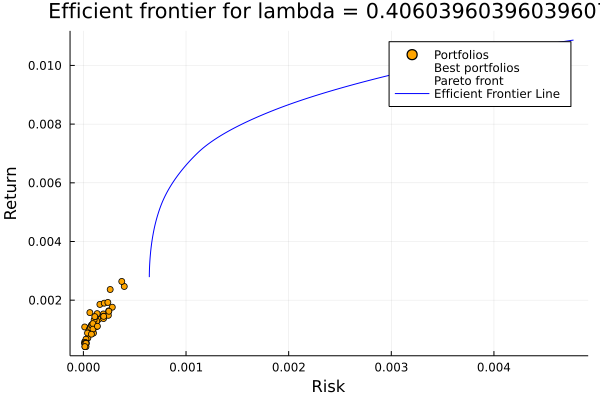 Efficient frontier for lambda = 0.4060396039603960
Portfolios
Best portfolios
Pareto front
Efficient Frontier Line
Return
0.010
0.008
0.006
0.004
0.002
0.000
0.001
0.002
0.003
0.004
Risk